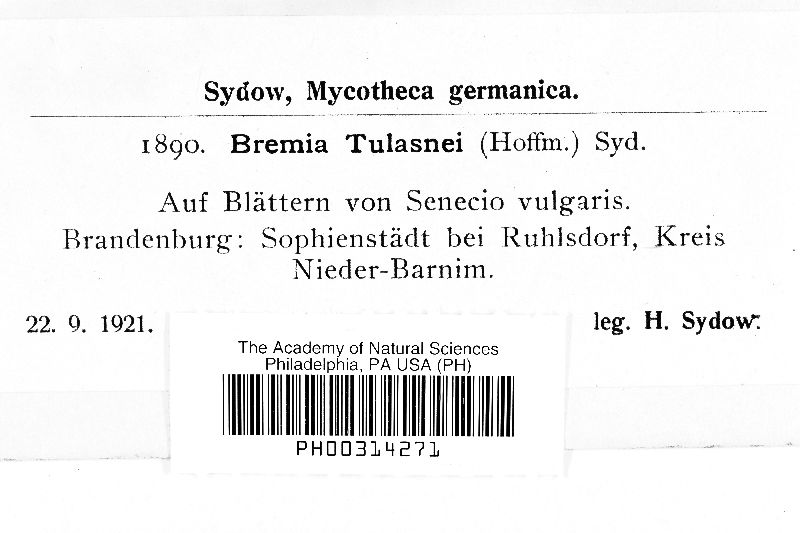 Sydow, Mycotheca germanica.
1890. Bremia Tulasnei (Hoffm.) Syd.
Auf Blättern von Senecio vulgaris.
Brandenburg: Sophienstädt bei Ruhlsdorf, Kreis
Nieder-Barnim.
22. 9. 1921.
leg. H. Sydow.
The Academy of Natural Sciences
Philadelphia, PA USA (PH)
PH00314271